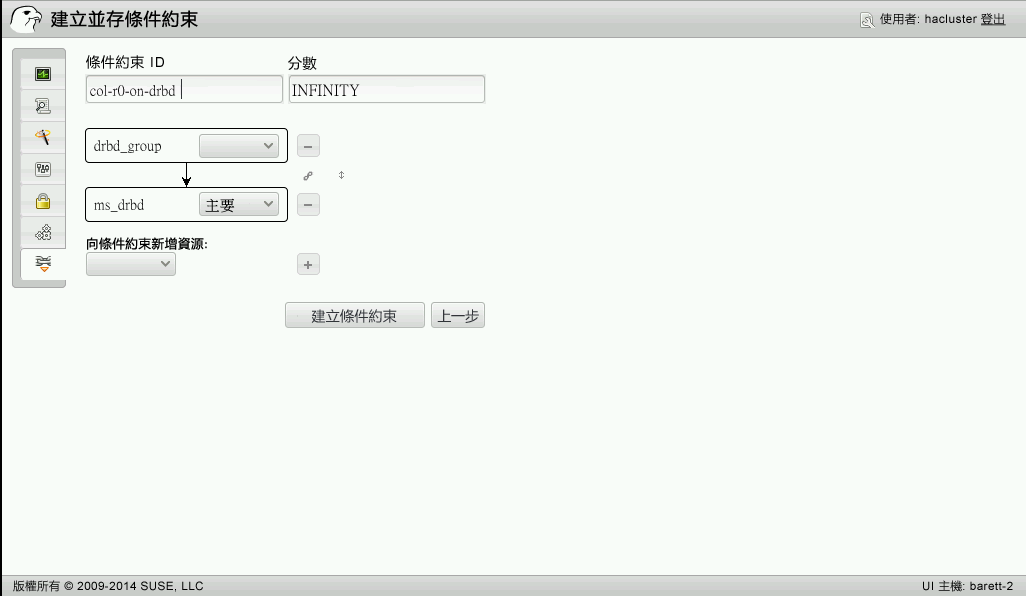 建立並存條件約束
使用者: hacluster 登出
條件約束 ID 分數
col-r0-on-drbd INFINITY
drbd_group
ms_drbd 主要
向條件約束新增資源:
建立條件約束 上一步
版權所有 © 2009-2014 SUSE, LLC UI 主機: barett-2